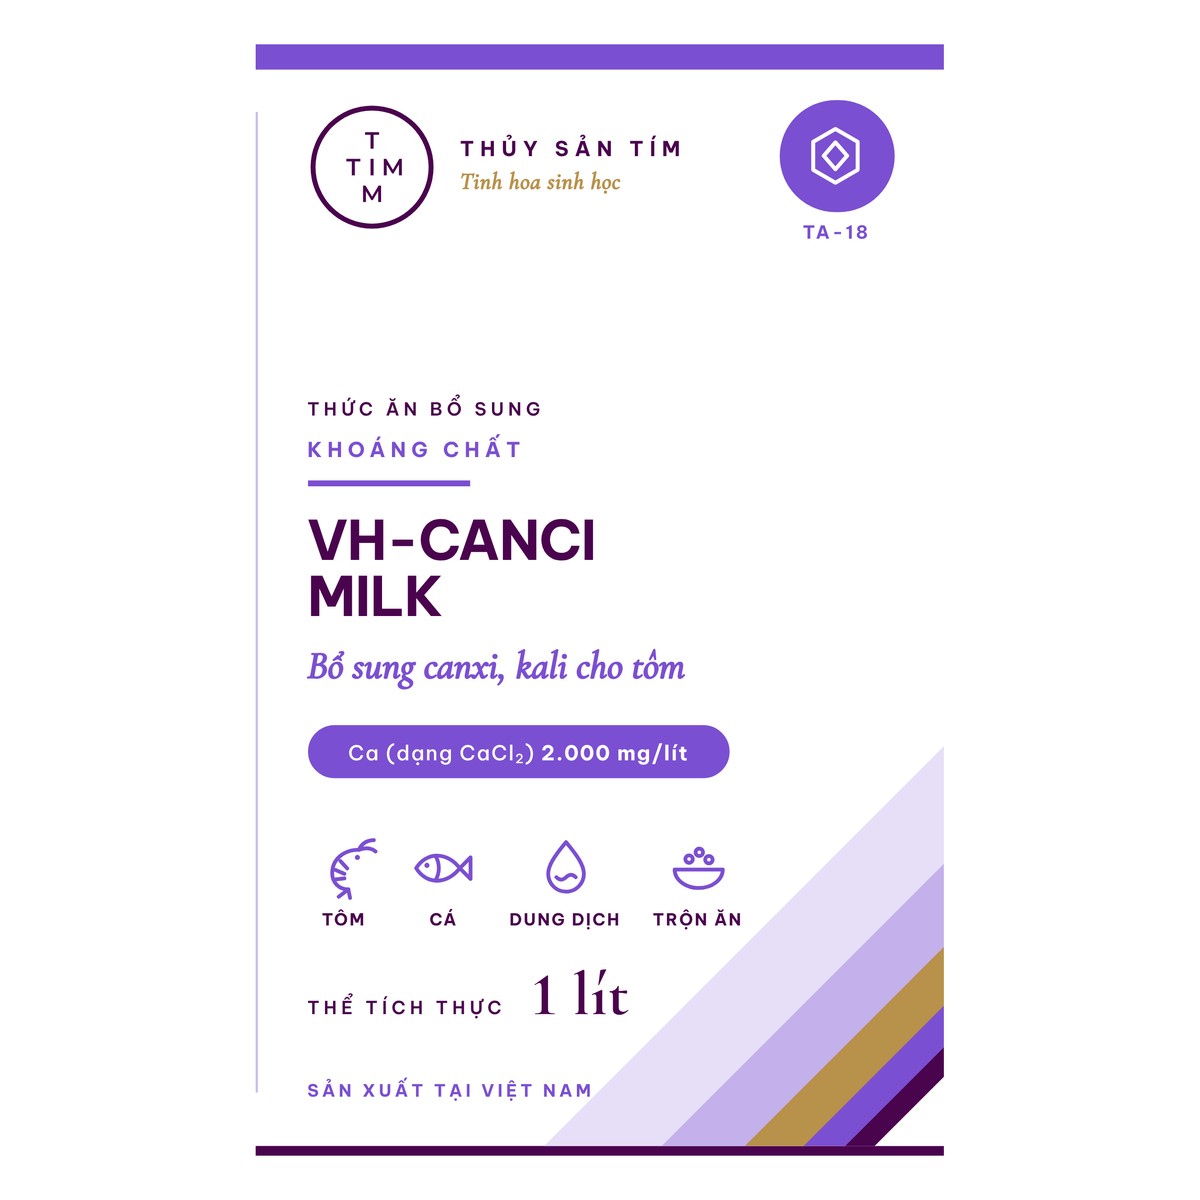 T
TIM
M
THỦY SẢN TÍM
Tinh hoa sinh học
TA-18
THỨC ĂN BỔ SUNG
KHOÁNG CHẤT
VH-CANCI
MILK
Bổ sung canxi, kali cho tôm
Ca (dạng CaCl₂) 2.000 mg/lít
TÔM
CÁ
DUNG DỊCH
TRỘN ĂN
THỂ TÍCH THỰC 1 lít
SẢN XUẤT TẠI VIỆT NAM